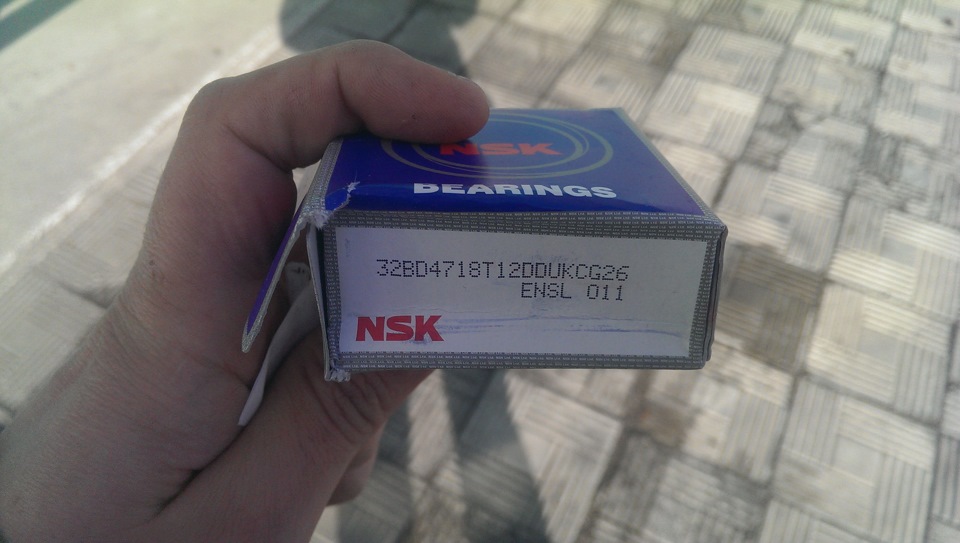 NSK
BEARINGS
32BD4718T12DDUKCG26
ENSL 011
NSK